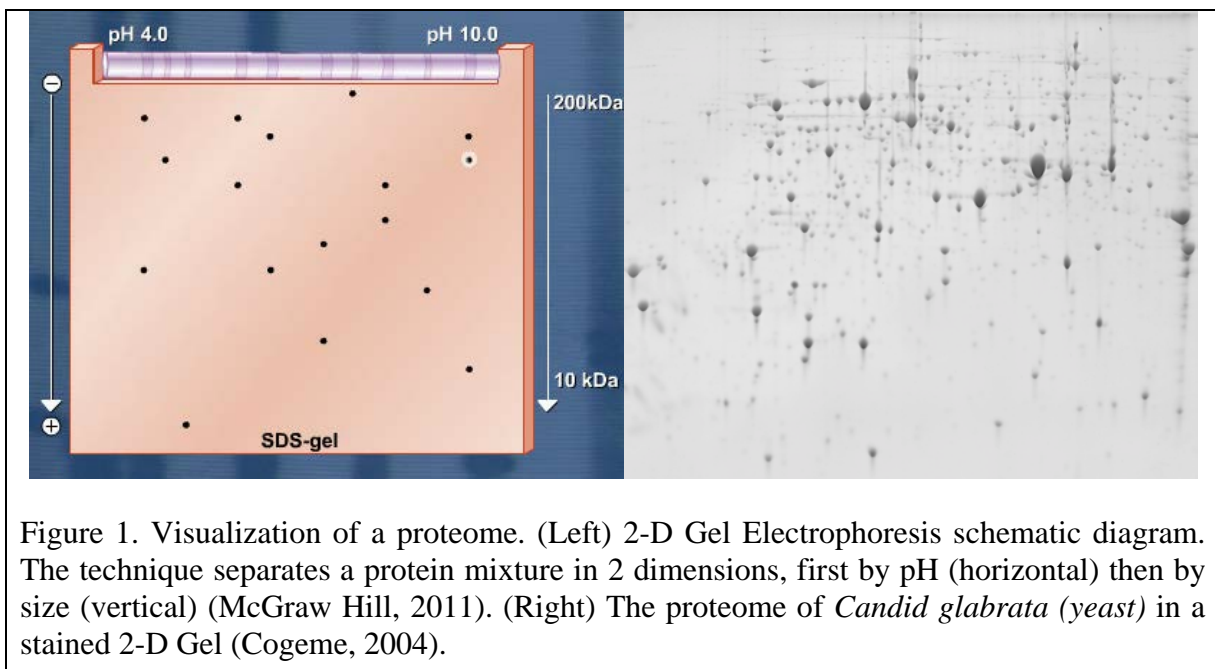 pH 4.0 pH 10.0
−
200kDa
10 kDa
+
SDS-gel
Figure 1. Visualization of a proteome. (Left) 2-D Gel Electrophoresis schematic diagram.
The technique separates a protein mixture in 2 dimensions, first by pH (horizontal) then by
size (vertical) (McGraw Hill, 2011). (Right) The proteome of Candid glabrata (yeast) in a
stained 2-D Gel (Cogeme, 2004).